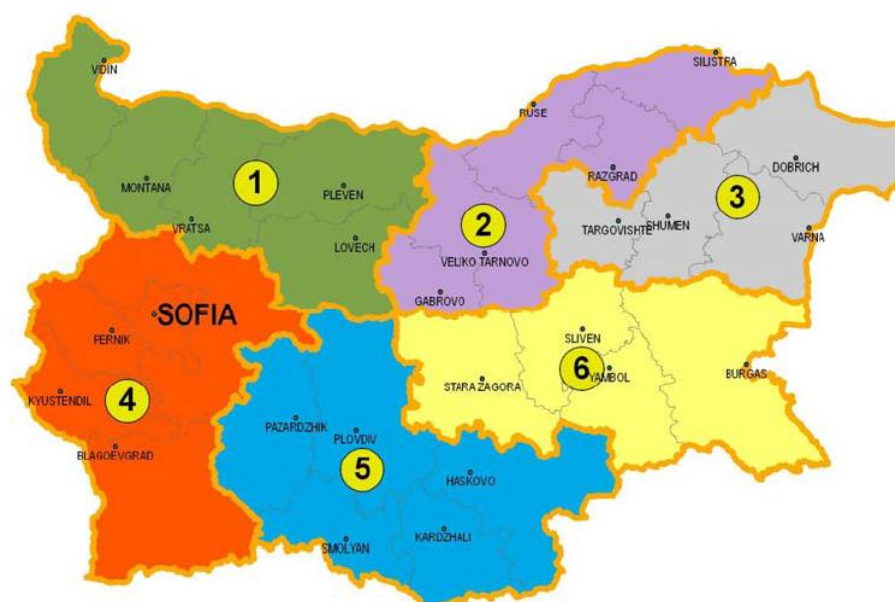 VIDIN
SILISTRA
RUSE
MONTANA
1
PLEVEN
VRATSA
LOVECH
RAZGRAD
2
VELIKO TARNOVO
GABROVO
DOBRICH
3
TARGOVISHTE
SHUMEN
VARNA
SOFIA
PERNIK
KYUSTENDIL
4
BLAGOEVGRAD
PAZARDZHIK
PLOVDIV
5
HASKOVO
SMOLYAN
KARDZHALI
SLIVEN
6
STARA ZAGORA
YAMBOL
BURGAS